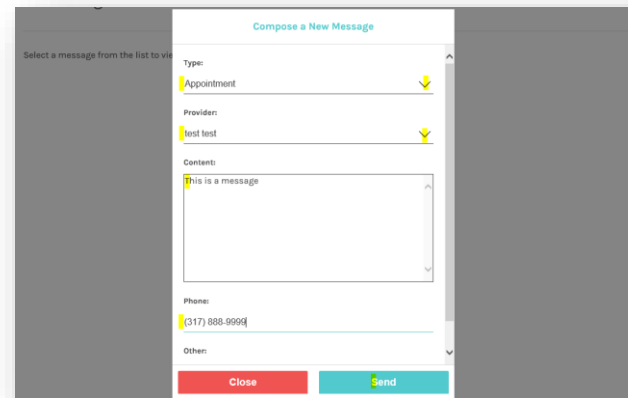 Compose a New Message
Select a message from the list to vie
Type:
Appointment
Provider:
test test
Content:
This is a message
Phone:
(317) 888-9999
Other:
Close
Send